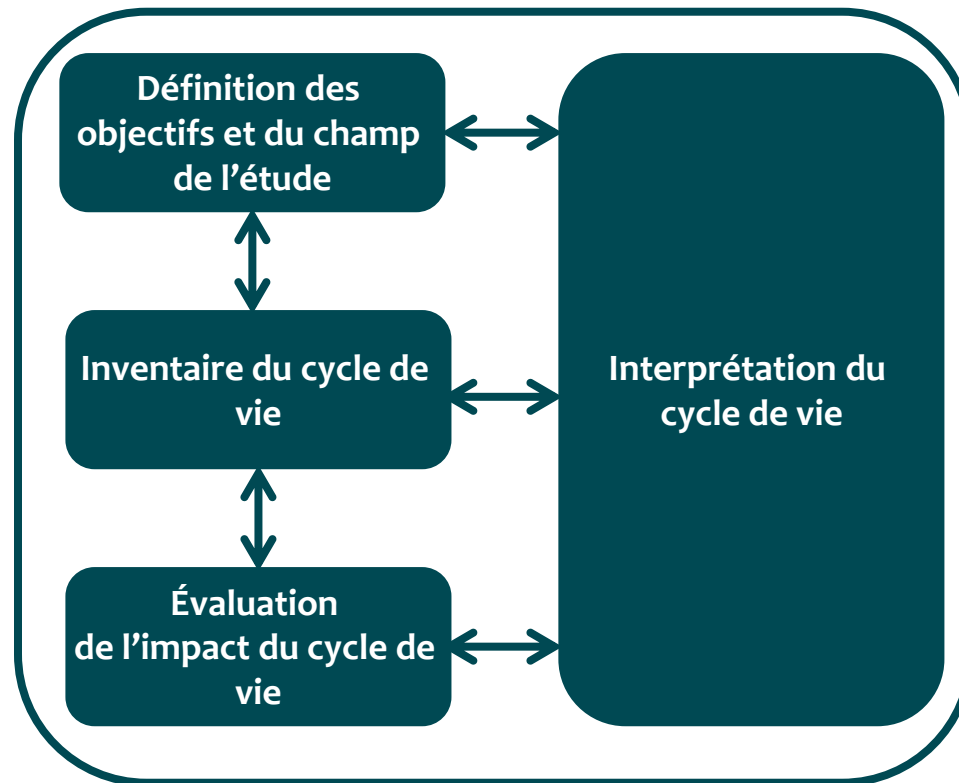 Définition des
objectifs et du champ
de l’étude
Inventaire du cycle de
vie
Évaluation
de l’impact du cycle de
vie
Interprétation du
cycle de vie